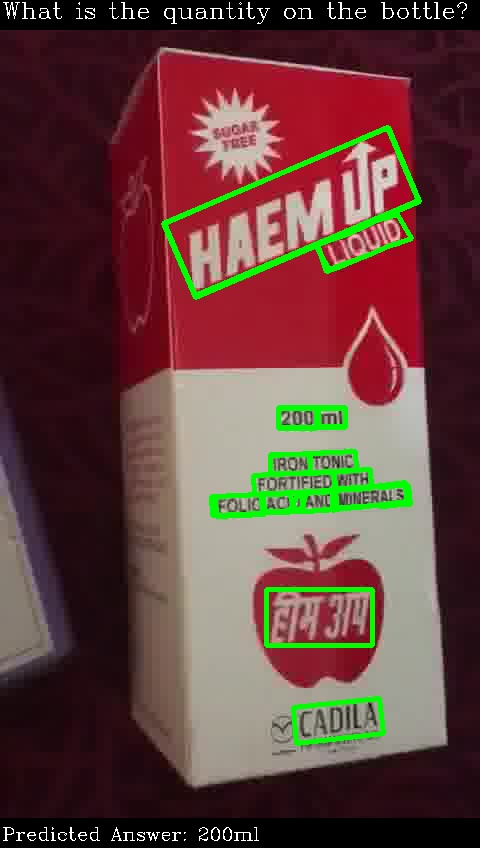 What is the quantity on the bottle?
SUGAR
FREE
HAEM UP
LIQUID
200 ml
IRON TONIC
FORTIFIED WITH
FOLIC ACID AND MINERALS
हीम अप
CADILA
Predicted Answer: 200ml